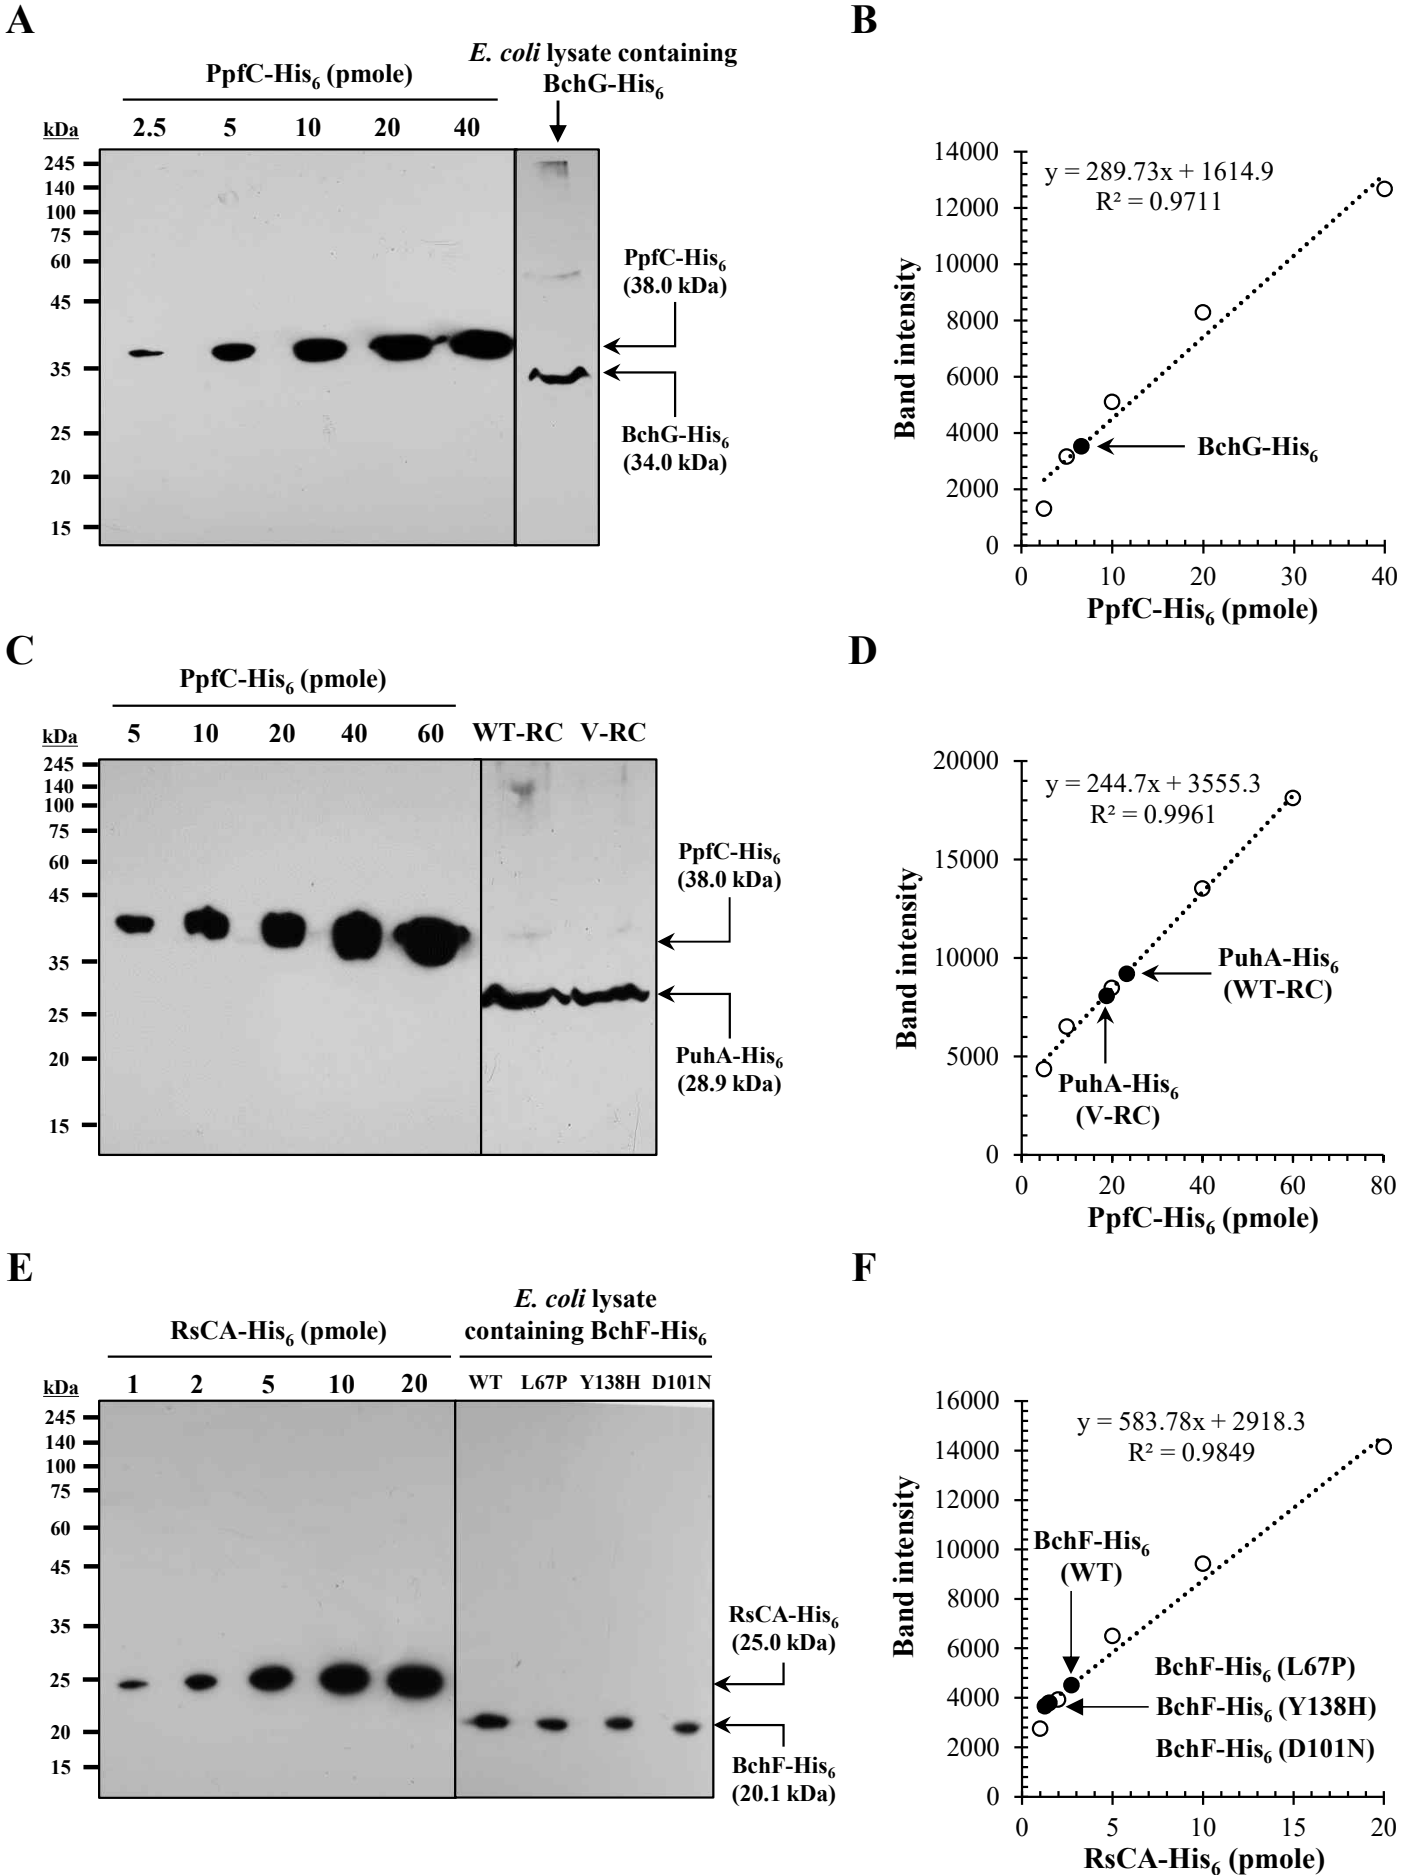 A
PpfC-His₆ (pmole)
E. coli lysate containing
BchG-His₆
kDa
2.5 5 10 20 40
245
140
100
75
60
45
35
25
20
15
PpfC-His₆
(38.0 kDa)
BchG-His₆
(34.0 kDa)
B
y = 289.73x + 1614.9
R² = 0.9711
Band intensity
14000
12000
10000
8000
6000
4000
2000
0
BchG-His₆
0 10 20 30 40
PpfC-His₆ (pmole)
C
PpfC-His₆ (pmole)
kDa
5 10 20 40 60 WT-RC V-RC
245
140
100
75
60
45
35
25
20
15
PpfC-His₆
(38.0 kDa)
PuhA-His₆
(28.9 kDa)
D
y = 244.7x + 3555.3
R² = 0.9961
Band intensity
20000
15000
10000
5000
0
PuhA-His₆
(WT-RC)
PuhA-His₆
(V-RC)
0 20 40 60 80
PpfC-His₆ (pmole)
E
RsCA-His₆ (pmole)
E. coli lysate
containing BchF-His₆
kDa
1 2 5 10 20 WT L67P Y138H D101N
245
140
100
75
60
45
35
25
20
15
RsCA-His₆
(25.0 kDa)
BchF-His₆
(20.1 kDa)
F
y = 583.78x + 2918.3
R² = 0.9849
Band intensity
16000
14000
12000
10000
8000
6000
4000
2000
0
BchF-His₆
(WT)
BchF-His₆ (L67P)
BchF-His₆ (Y138H)
BchF-His₆ (D101N)
0 5 10 15 20
RsCA-His₆ (pmole)